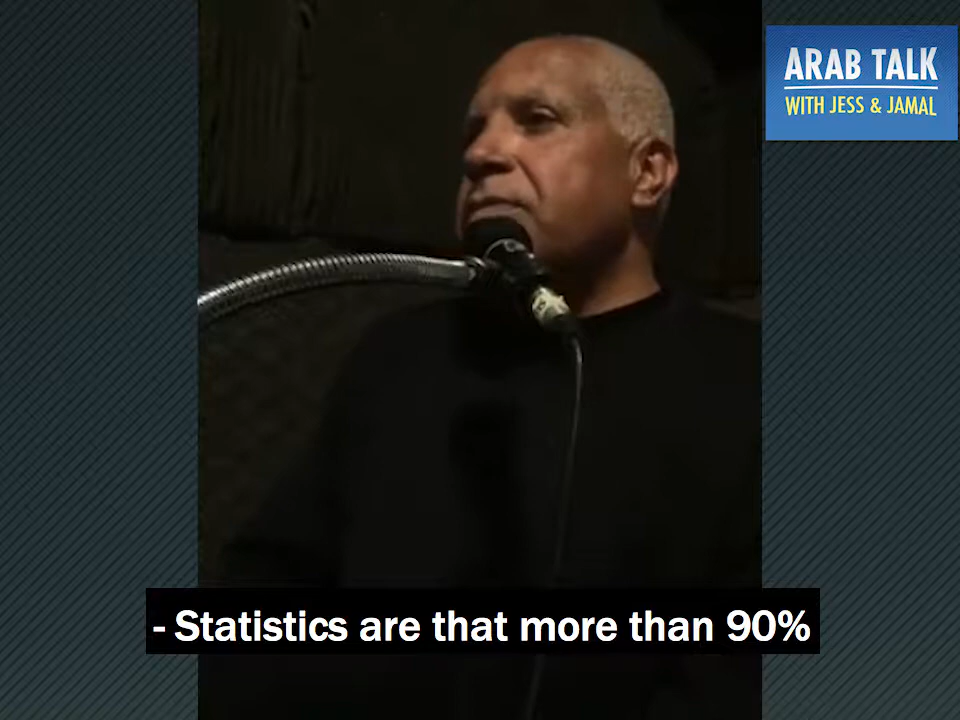 ARAB TALK
WITH JESS & JAMAL
- Statistics are that more than 90%